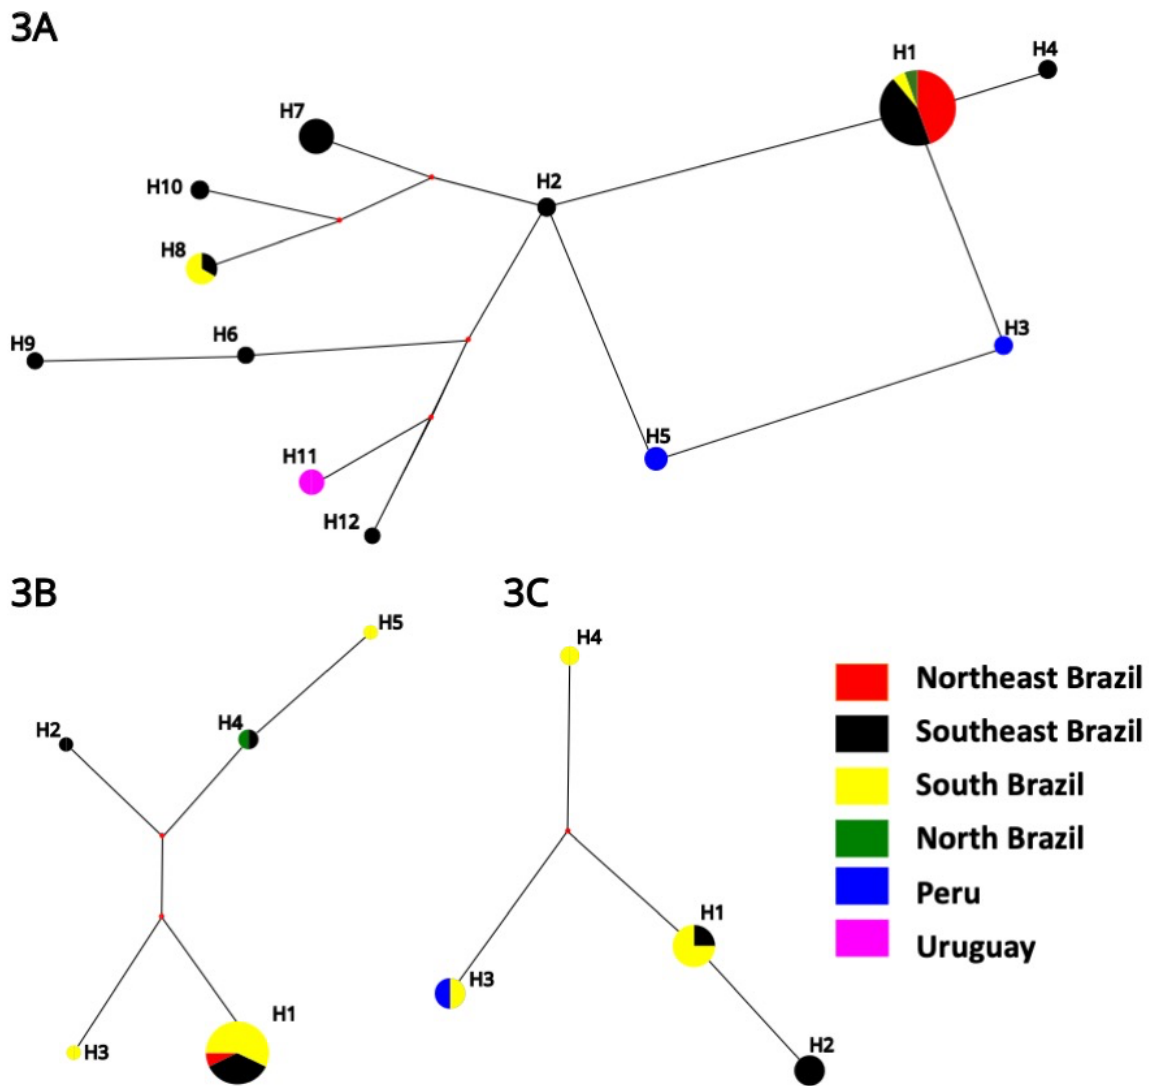 3A
H1
H4
H7
H10
H2
H8
H9
H6
H3
H5
H11
H12
3B
3C
H5
H4
H2
H4
H3
H1
H1
H3
H2
Northeast Brazil
Southeast Brazil
South Brazil
North Brazil
Peru
Uruguay